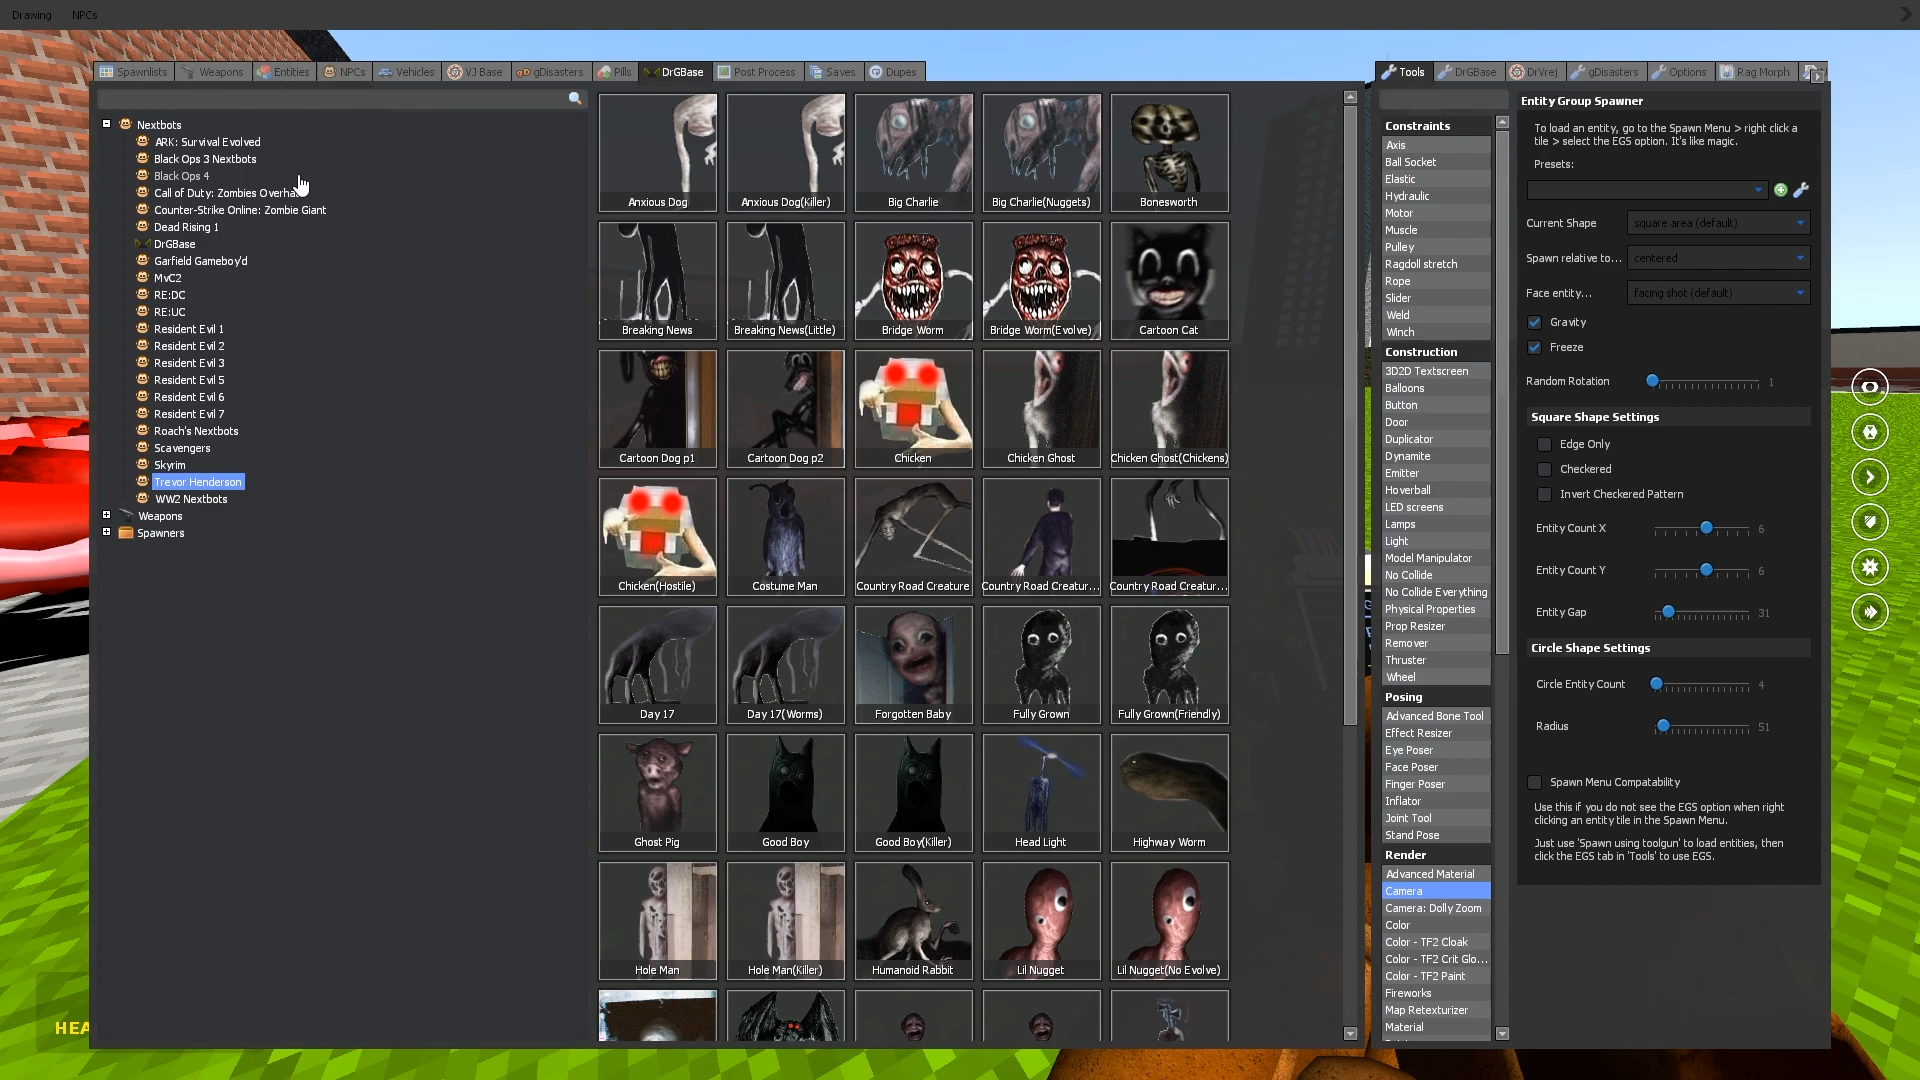 Drawing NPCs
Spawnlists Weapons Entities NPCs Vehicles VJ Base gDisasters Pills DrGBase Post Process Saves Dupes
Nextbots
ARK: Survival Evolved
Black Ops 3 Nextbots
Black Ops 4
Call of Duty: Zombies Overha
Counter-Strike Online: Zombie Giant
Dead Rising 1
DrGBase
Garfield Gameboy'd
MvC2
RE:DC
RE:UC
Resident Evil 1
Resident Evil 2
Resident Evil 3
Resident Evil 5
Resident Evil 6
Resident Evil 7
Roach's Nextbots
Scavengers
Skyrim
Trevor Henderson
WW2 Nextbots
Weapons
Spawners
Anxious Dog Anxious Dog(Killer) Big Charlie Big Charlie(Nuggets) Bonesworth
Breaking News Breaking News(Little) Bridge Worm Bridge Worm(Evolve) Cartoon Cat
Cartoon Dog p1 Cartoon Dog p2 Chicken Chicken Ghost Chicken Ghost(Chickens)
Chicken(Hostile) Costume Man Country Road Creature Country Road Creatur... Country Road Creatur...
Day 17 Day 17(Worms) Forgotten Baby Fully Grown Fully Grown(Friendly)
Ghost Pig Good Boy Good Boy(Killer) Head Light Highway Worm
Hole Man Hole Man(Killer) Humanoid Rabbit Lil Nugget Lil Nugget(No Evolve)
Tools DrGBase DrVrej gDisasters Options Rag Morph
Constraints
Axis
Ball Socket
Elastic
Hydraulic
Motor
Muscle
Pulley
Ragdoll stretch
Rope
Slider
Weld
Winch
Construction
3D2D Textscreen
Balloons
Button
Door
Duplicator
Dynamite
Emitter
Hoverball
LED screens
Lamps
Light
Model Manipulator
No Collide
No Collide Everything
Physical Properties
Prop Resizer
Remover
Thruster
Wheel
Posing
Advanced Bone Tool
Effect Resizer
Eye Poser
Face Poser
Finger Poser
Inflator
Joint Tool
Stand Pose
Render
Advanced Material
Camera
Camera: Dolly Zoom
Color
Color - TF2 Cloak
Color - TF2 Crit Glo...
Color - TF2 Paint
Fireworks
Map Retexturizer
Material
Entity Group Spawner
To load an entity, go to the Spawn Menu > right click a
tile > select the EGS option. It's like magic.
Presets:
Current Shape square area (default)
Spawn relative to... centered
Face entity... facing shot (default)
Gravity
Freeze
Random Rotation 1
Square Shape Settings
Edge Only
Checkered
Invert Checkered Pattern
Entity Count X 6
Entity Count Y 6
Entity Gap 31
Circle Shape Settings
Circle Entity Count 4
Radius 51
Spawn Menu Compatability
Use this if you do not see the EGS option when right
clicking an entity tile in the Spawn Menu.
Just use 'Spawn using toolgun' to load entities, then
click the EGS tab in 'Tools' to use EGS.
HEA